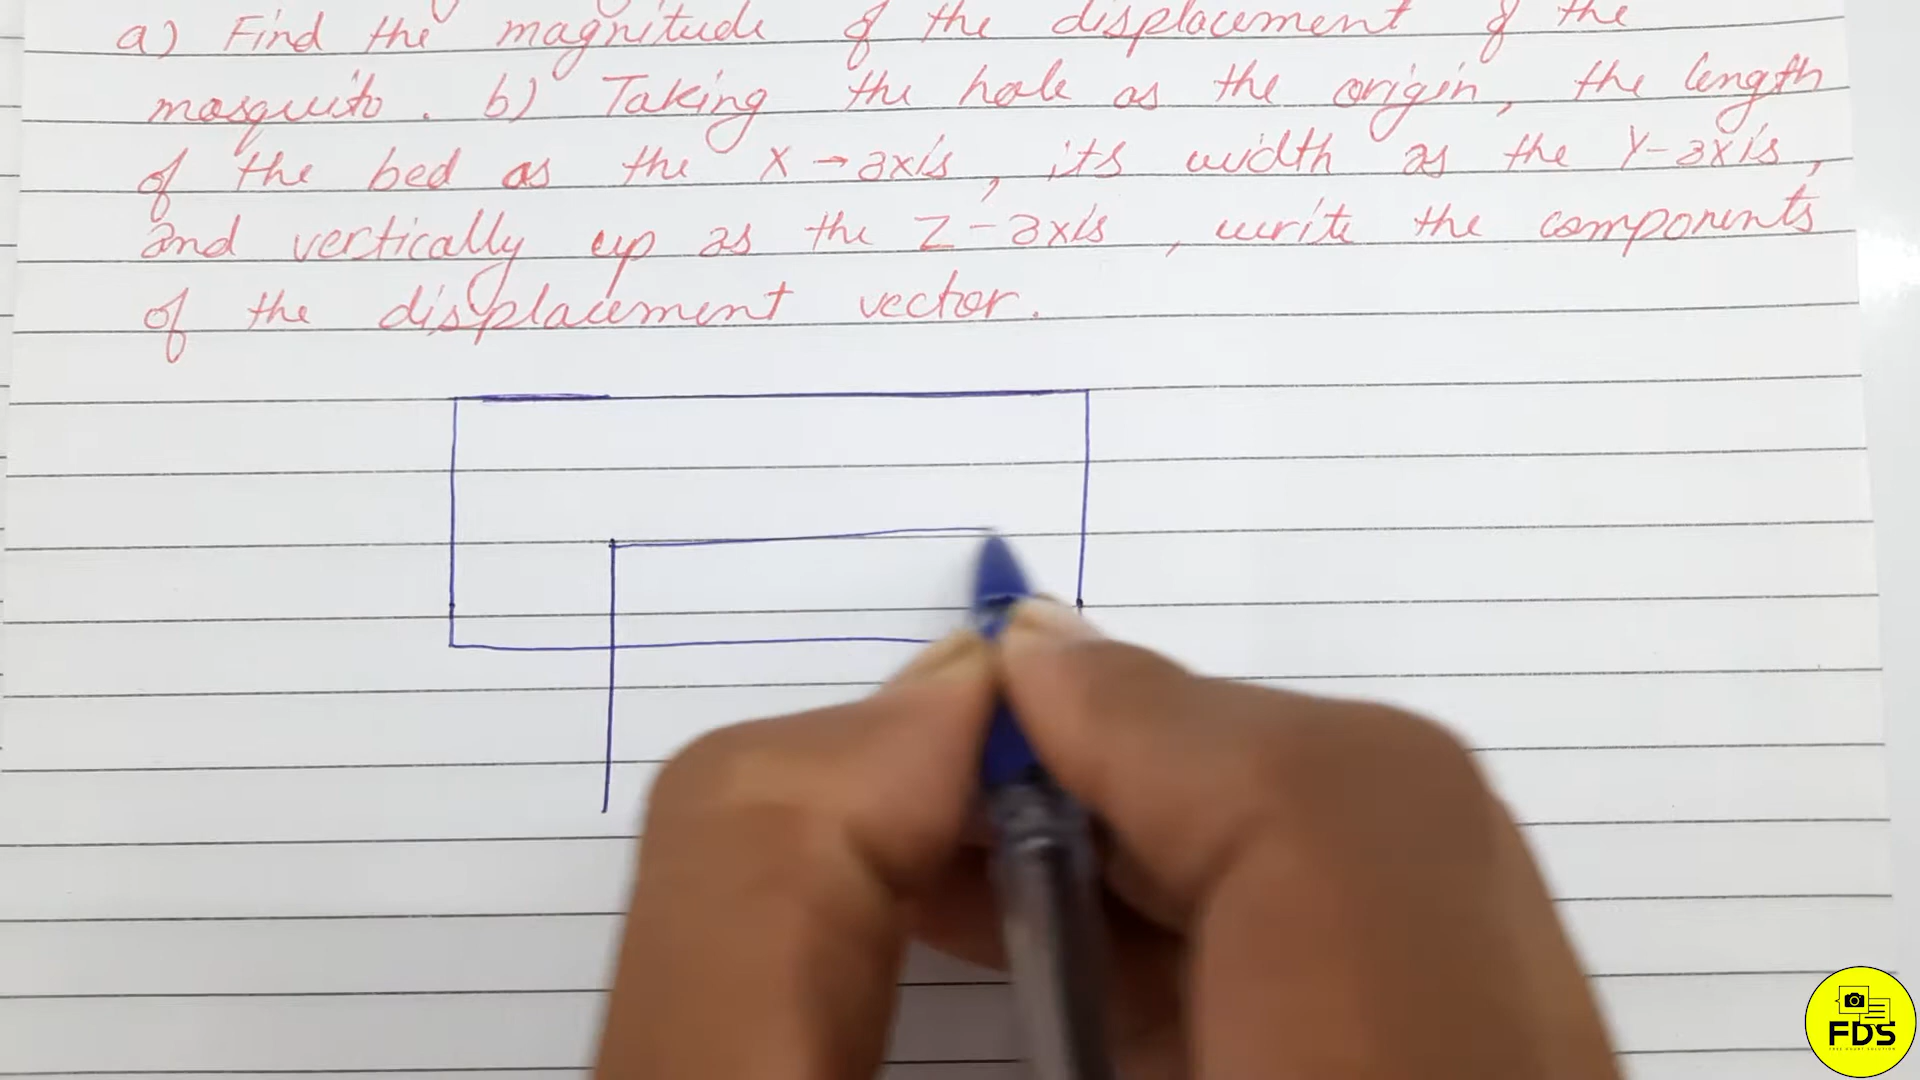 a) Find the magnitude of the displacement of the
mosquito. b) Taking the hole as the origin, the length
of the bed as the X-axis, its width as the Y-axis,
and vertically up as the Z-axis, write the components
of the displacement vector.
FDS